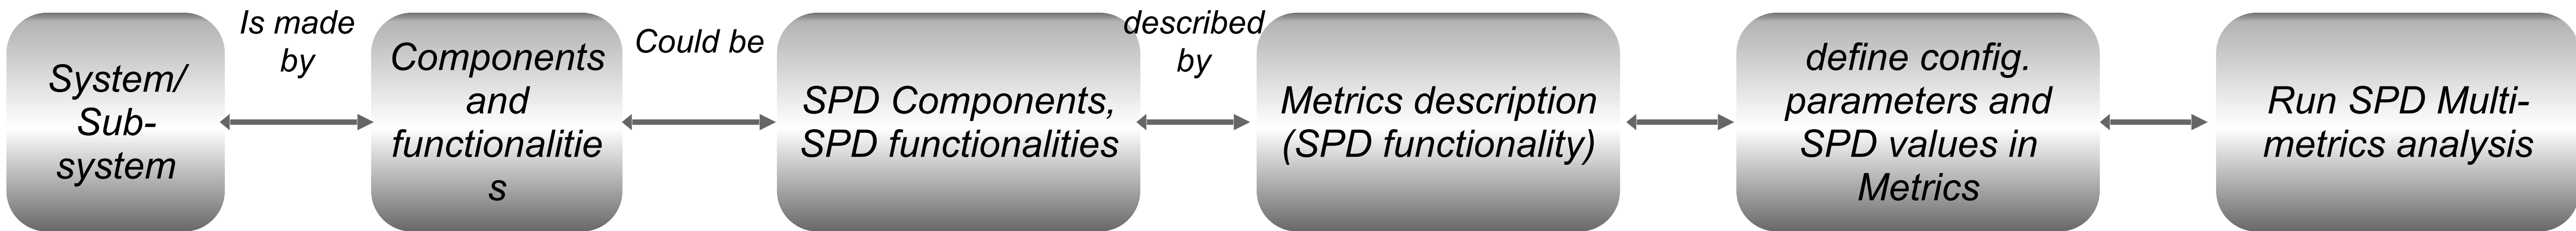 System/
Sub-
system
Is made
by
Components
and
functionalitie
s
Could be
SPD Components,
SPD functionalities
described
by
Metrics description
(SPD functionality)
define config.
parameters and
SPD values in
Metrics
Run SPD Multi-
metrics analysis